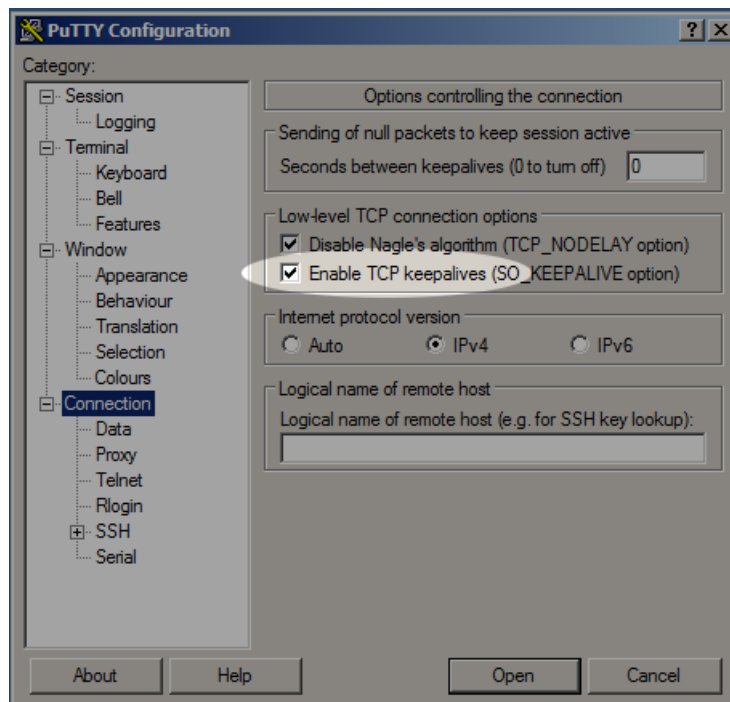 PuTTY Configuration
?
Category:
Session
Logging
Terminal
Keyboard
Bell
Features
Window
Appearance
Behaviour
Translation
Selection
Colours
Connection
Data
Proxy
Telnet
Rlogin
SSH
Serial
Options controlling the connection
Sending of null packets to keep session active
Seconds between keepalives (0 to turn off) 0
Low-level TCP connection options
Disable Nagle's algorithm (TCP_NODELAY option)
Enable TCP keepalives (SO_KEEPALIVE option)
Internet protocol version
Auto IPv4 IPv6
Logical name of remote host
Logical name of remote host (e.g. for SSH key lookup):
About Help Open Cancel